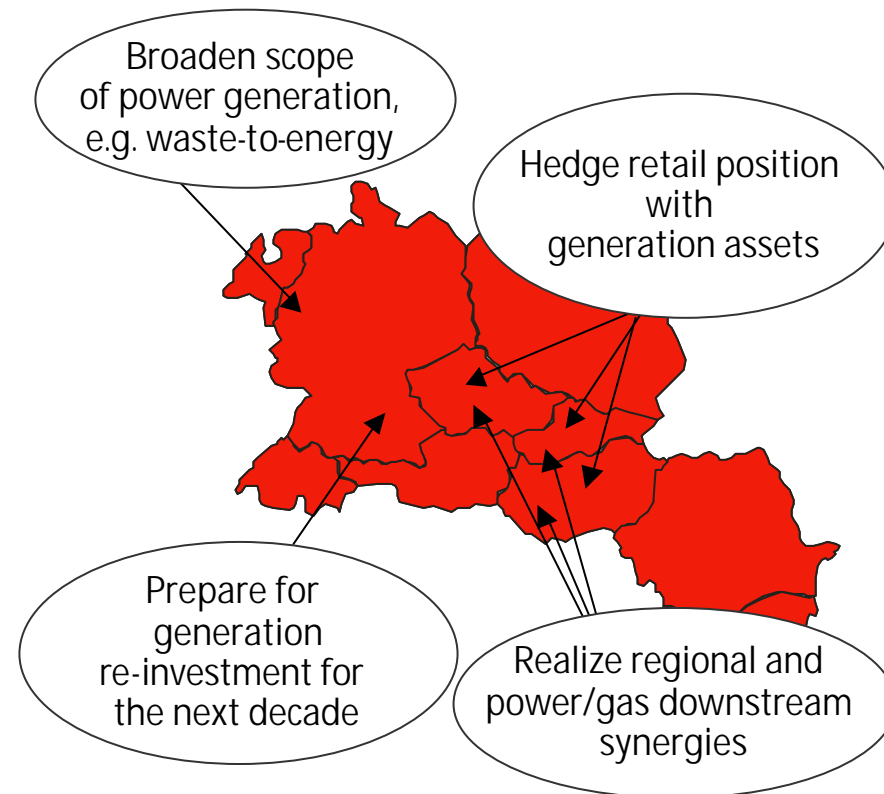 Broaden scope
of power generation,
e.g. waste-to-energy
Hedge retail position
with
generation assets
Prepare for
generation
re-investment for
the next decade
Realize regional and
power/gas downstream
synergies